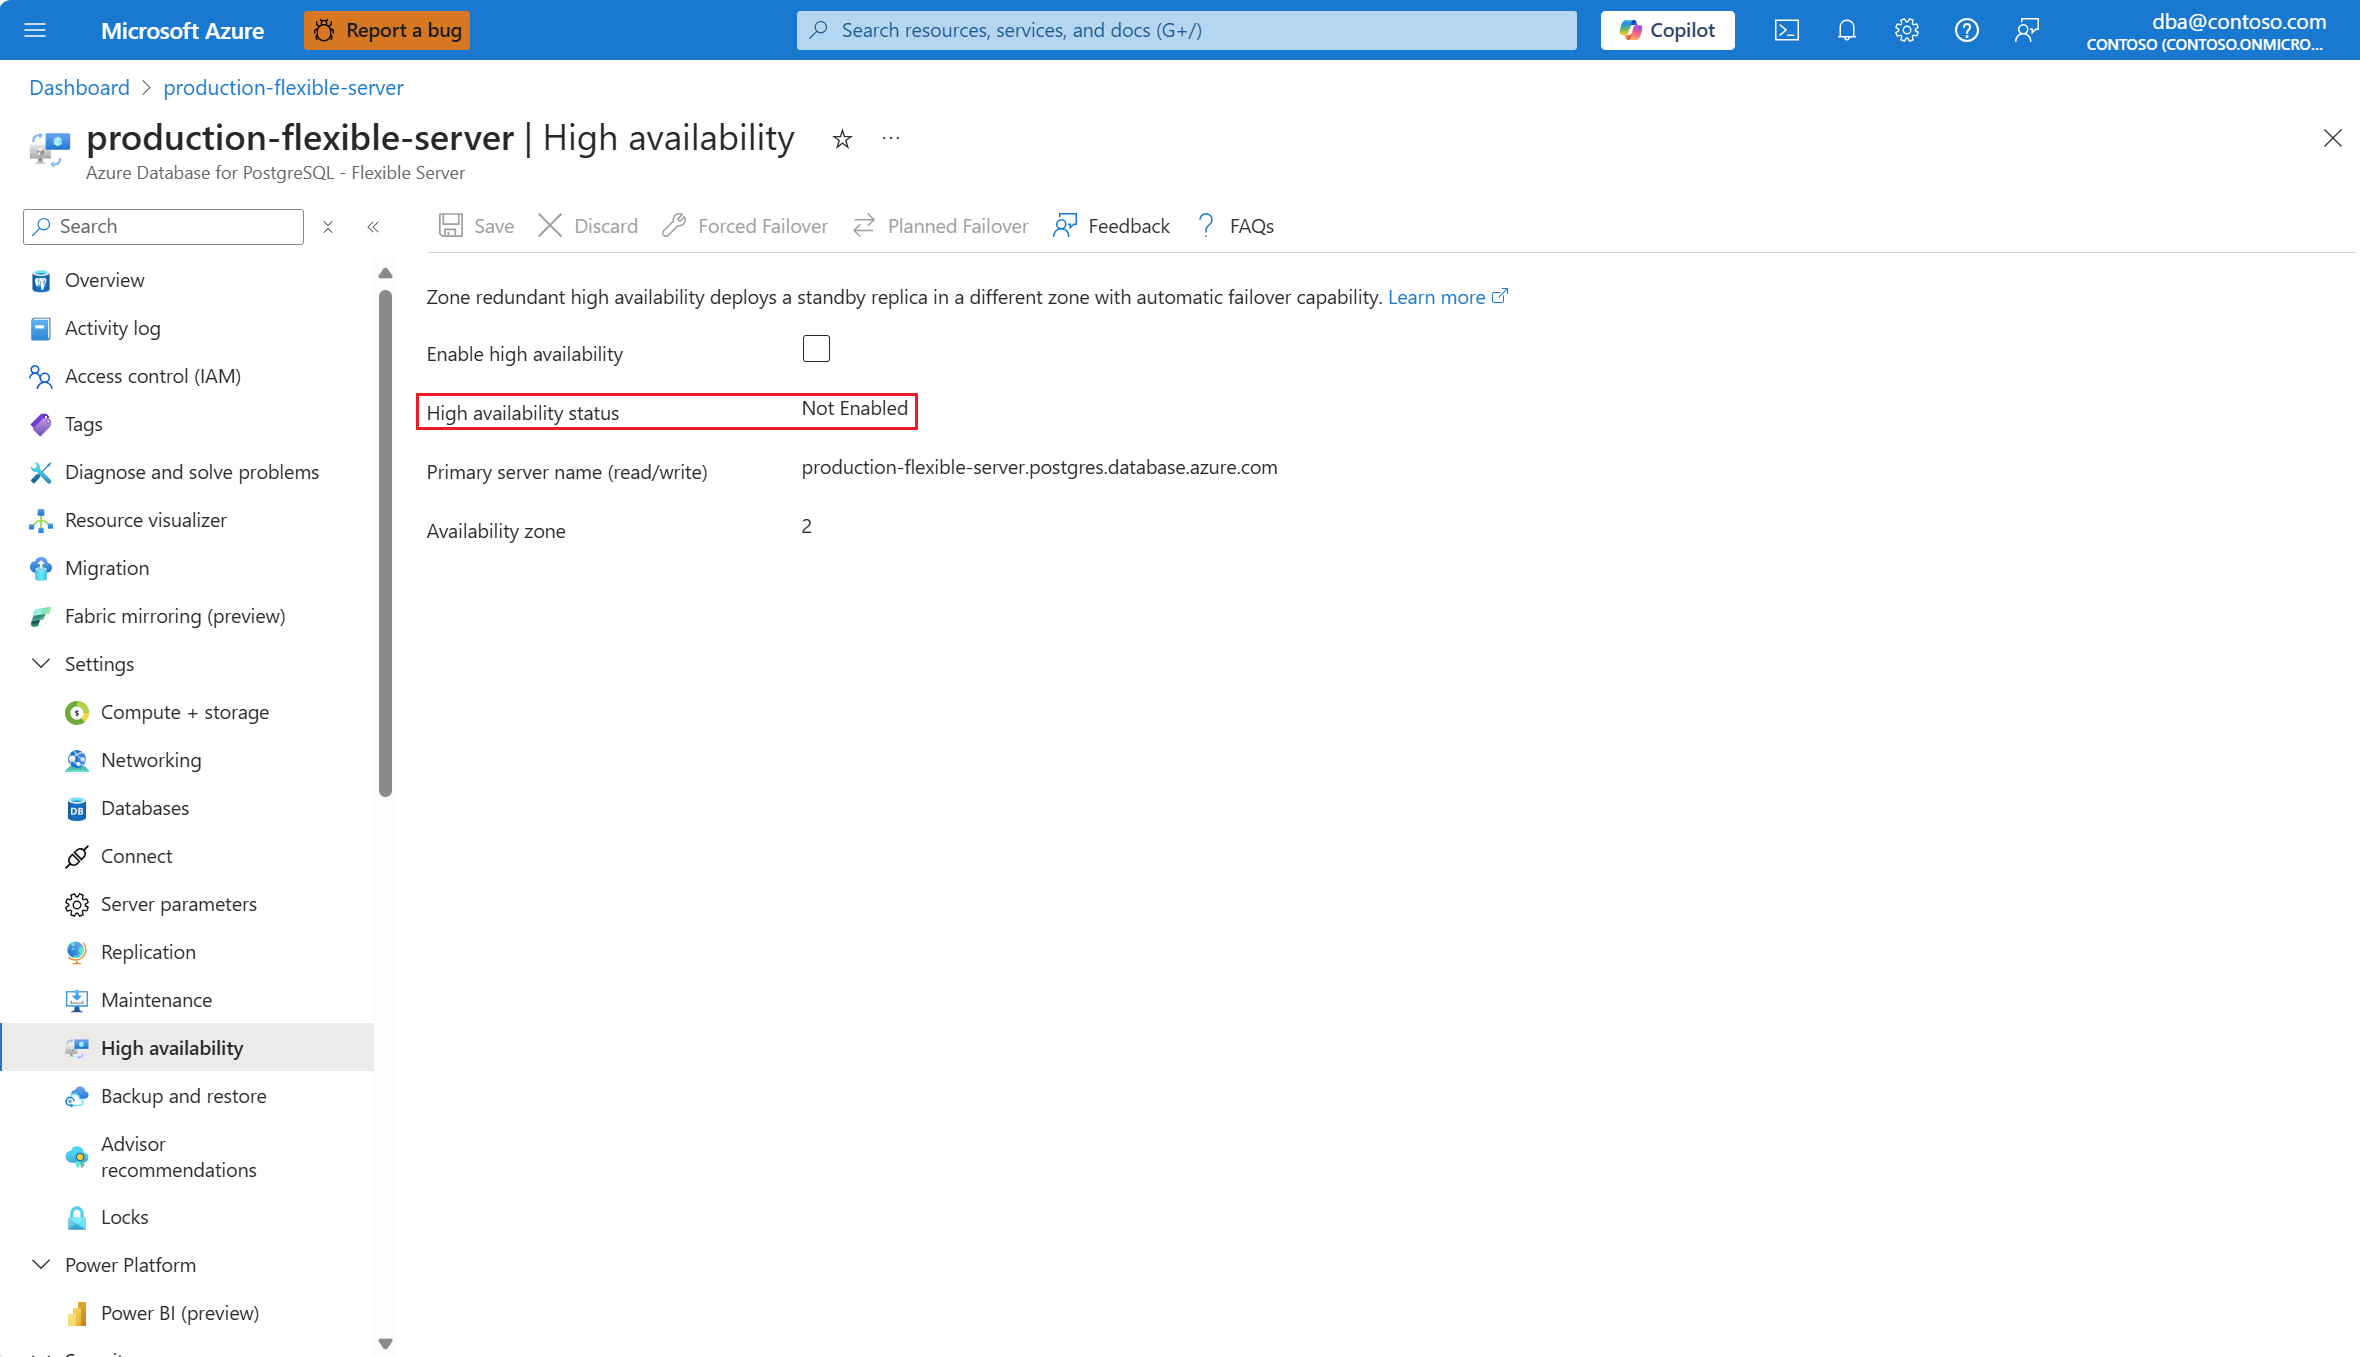 Microsoft Azure
Report a bug
Search resources, services, and docs (G+/)
Copilot
dba@contoso.com
CONTOSO (CONTOSO.ONMICRO...
Dashboard
production-flexible-server
production-flexible-server | High availability
Azure Database for PostgreSQL - Flexible Server
Search
Save
Discard
Forced Failover
Planned Failover
Feedback
FAQs
Overview
Activity log
Access control (IAM)
Tags
Diagnose and solve problems
Resource visualizer
Migration
Fabric mirroring (preview)
Settings
Compute + storage
Networking
Databases
Connect
Server parameters
Replication
Maintenance
High availability
Backup and restore
Advisor
recommendations
Locks
Power Platform
Power BI (preview)
Zone redundant high availability deploys a standby replica in a different zone with automatic failover capability. Learn more
Enable high availability
High availability status Not Enabled
Primary server name (read/write) production-flexible-server.postgres.database.azure.com
Availability zone 2